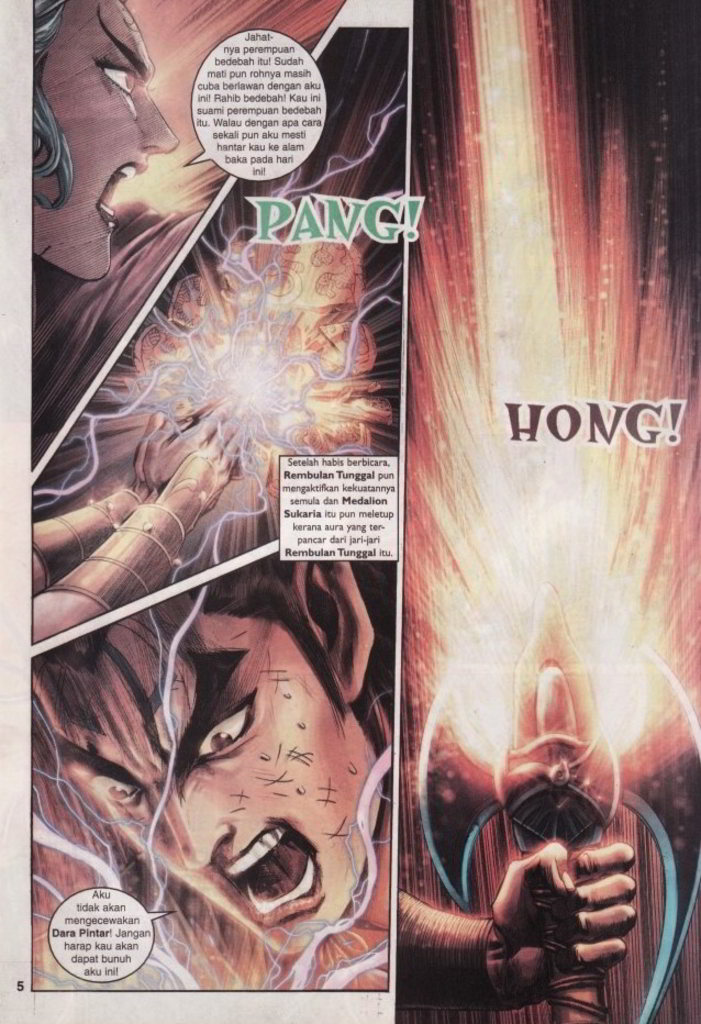 Jahat-
nya perempuan
bedebah itu! Sudah
mati pun rohnya masih
cuba berlawan dengan aku
ini! Rahib bedebah! Kau ini
suami perempuan bedebah
itu. Walau dengan apa cara
sekali pun aku mesti
hantar kau ke alam
baka pada hari
ini!
PANG!
Setelah habis berbicara,
Rembulan Tunggal pun
mengaktifkan kekuatannya
semula dan Medalion
Sukaria itu pun meletup
kerana aura yang ter-
pancar dari jari-jari
Rembulan Tunggal itu.
Aku
tidak akan
mengecewakan
Dara Pintar! Jangan
harap kau akan
dapat bunuh
aku ini!
HONG!
5